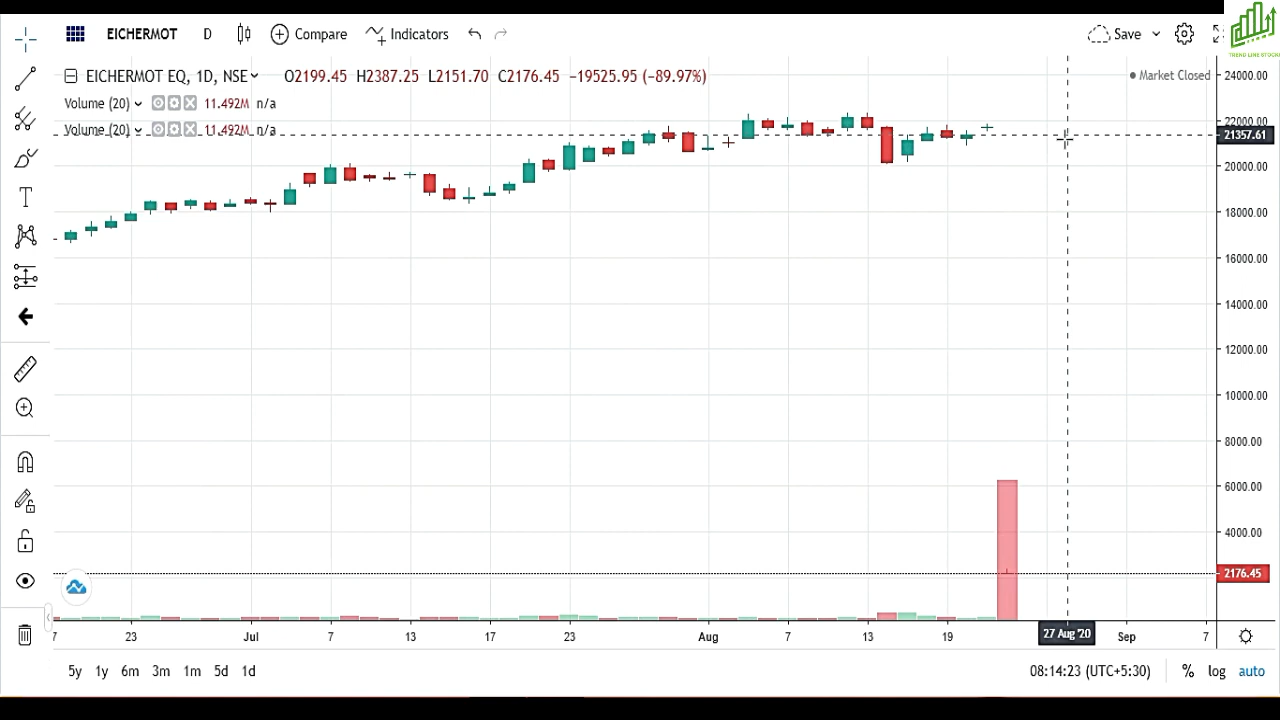 EICHERMOT D Compare Indicators Save
TREND LINE STOCKS
EICHERMOT EQ, 1D, NSE O2199.45 H2387.25 L2151.70 C2176.45 −19525.95 (−89.97%)
Market Closed
Volume (20) 11.492M n/a
Volume (20) 11.492M n/a
24000.00
22000.00
21357.61
20000.00
18000.00
16000.00
14000.00
12000.00
10000.00
8000.00
6000.00
4000.00
2176.45
7 23 Jul 7 13 17 23 Aug 7 13 19 27 Aug '20 Sep 7
5y 1y 6m 3m 1m 5d 1d 08:14:23 (UTC+5:30) % log auto